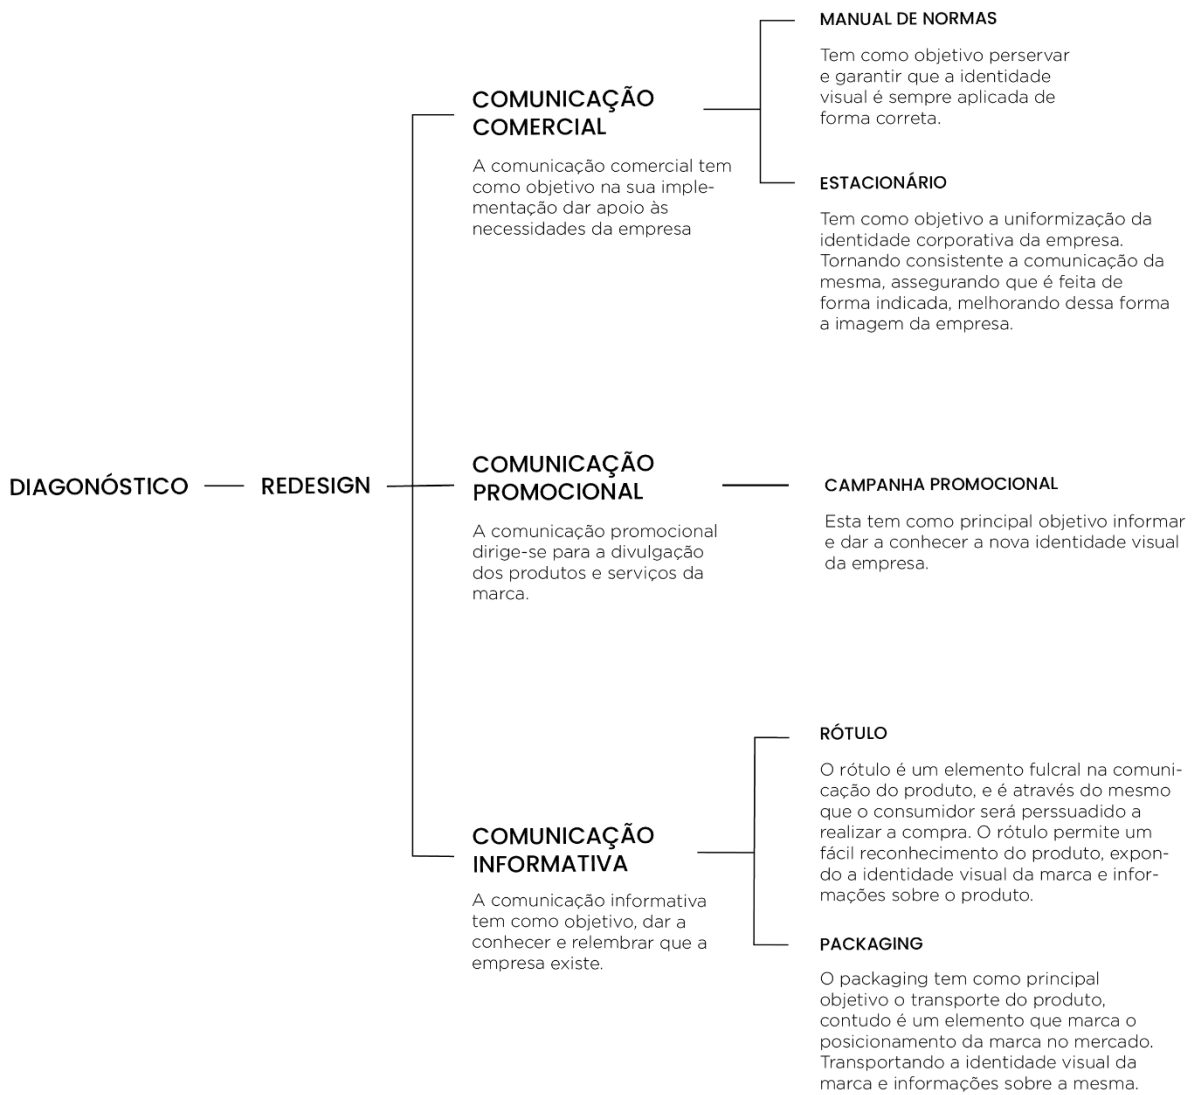 DIAGONÓSTICO
REDESIGN
COMUNICAÇÃO
COMERCIAL
A comunicação comercial tem
como objetivo na sua imple-
mentação dar apoio às
necessidades da empresa
MANUAL DE NORMAS
Tem como objetivo perservar
e garantir que a identidade
visual é sempre aplicada de
forma correta.
ESTACIONÁRIO
Tem como objetivo a uniformização da
identidade corporativa da empresa.
Tornando consistente a comunicação da
mesma, assegurando que é feita de
forma indicada, melhorando dessa forma
a imagem da empresa.
COMUNICAÇÃO
PROMOCIONAL
A comunicação promocional
dirige-se para a divulgação
dos produtos e serviços da
marca.
CAMPANHA PROMOCIONAL
Esta tem como principal objetivo informar
e dar a conhecer a nova identidade visual
da empresa.
COMUNICAÇÃO
INFORMATIVA
A comunicação informativa
tem como objetivo, dar a
conhecer e relembrar que a
empresa existe.
RÓTULO
O rótulo é um elemento fulcral na comuni-
cação do produto, e é através do mesmo
que o consumidor será perssuadido a
realizar a compra. O rótulo permite um
fácil reconhecimento do produto, expon-
do a identidade visual da marca e infor-
mações sobre o produto.
PACKAGING
O packaging tem como principal
objetivo o transporte do produto,
contudo é um elemento que marca o
posicionamento da marca no mercado.
Transportando a identidade visual da
marca e informações sobre a mesma.